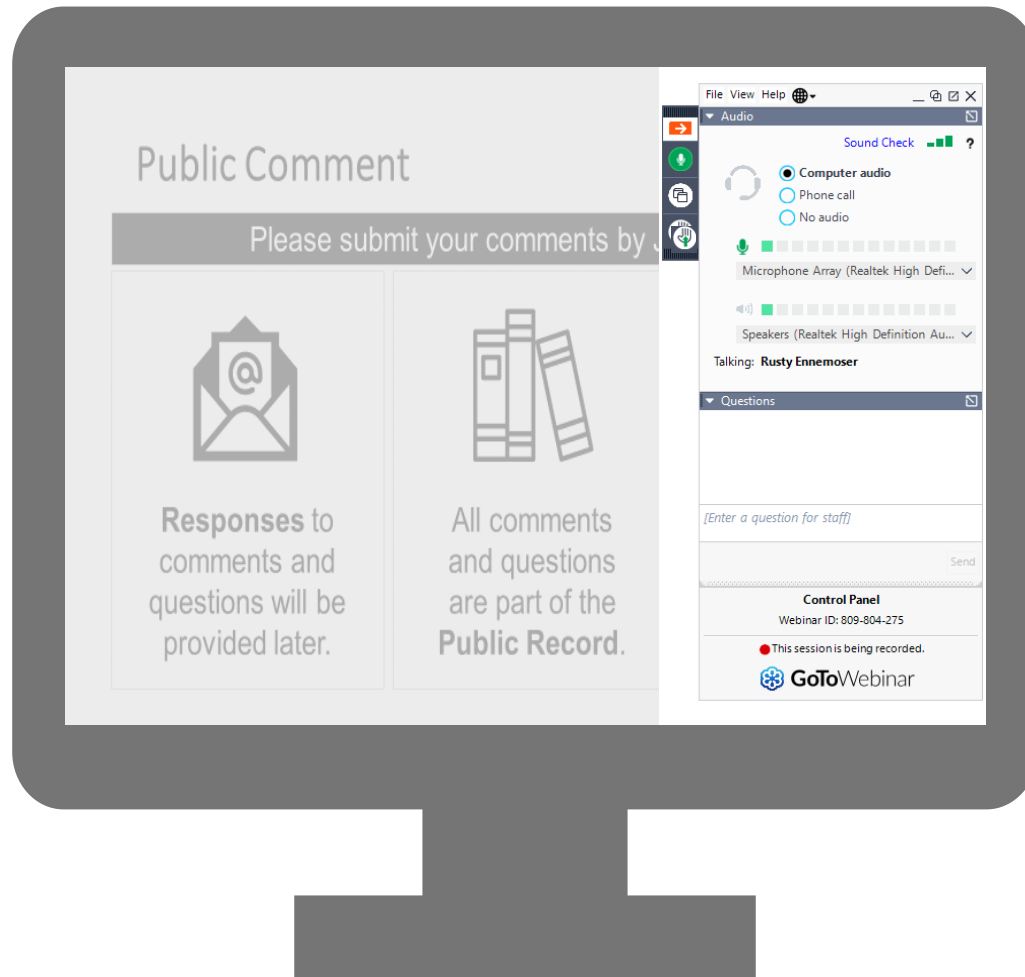 Public Comment
Please submit your comments by J
Responses to
comments and
questions will be
provided later.
All comments
and questions
are part of the
Public Record.
File View Help
Audio
Sound Check ?
Computer audio
Phone call
No audio
Microphone Array (Realtek High Defi...
Speakers (Realtek High Definition Au...
Talking: Rusty Ennemoser
Questions
[Enter a question for staff]
Send
Control Panel
Webinar ID: 809-804-275
This session is being recorded.
GoToWebinar